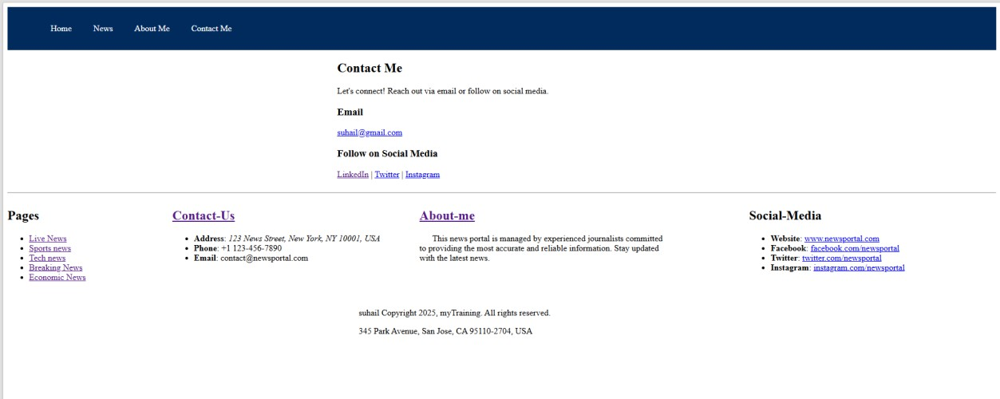 Home News About Me Contact Me
Contact Me
Let's connect! Reach out via email or follow on social media.
Email
suhail@gmail.com
Follow on Social Media
LinkedIn | Twitter | Instagram
Pages
Live News
Sports news
Tech news
Breaking News
Economic News
Contact-Us
Address: 123 News Street, New York, NY 10001, USA
Phone: +1 123-456-7890
Email: contact@newsportal.com
About-me
This news portal is managed by experienced journalists committed
to providing the most accurate and reliable information. Stay updated
with the latest news.
Social-Media
Website: www.newsportal.com
Facebook: facebook.com/newsportal
Twitter: twitter.com/newsportal
Instagram: instagram.com/newsportal
suhail Copyright 2025, myTraining. All rights reserved.
345 Park Avenue, San Jose, CA 95110-2704, USA